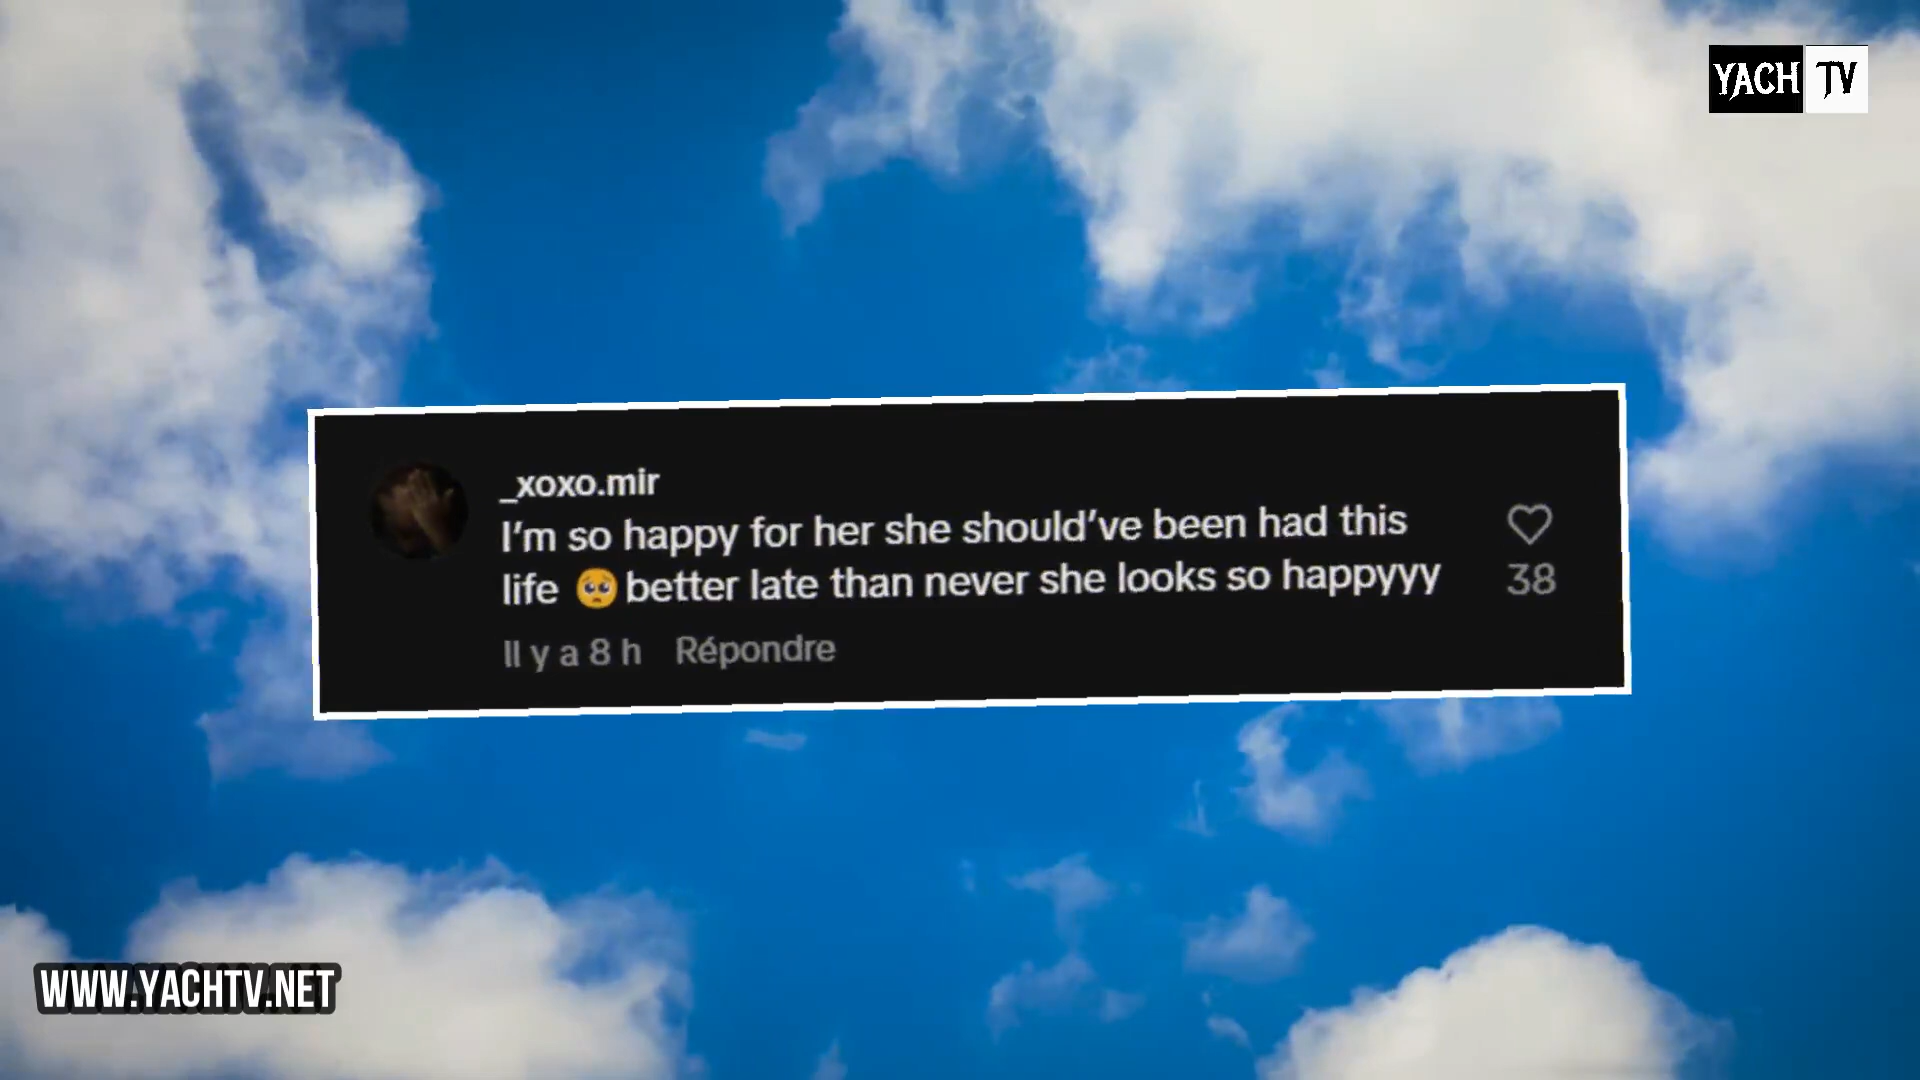 YACH TV
_xoxo.mir
I'm so happy for her she should've been had this
life 🥺 better late than never she looks so happyyy
38
Il y a 8 h Répondre
WWW.YACHTV.NET